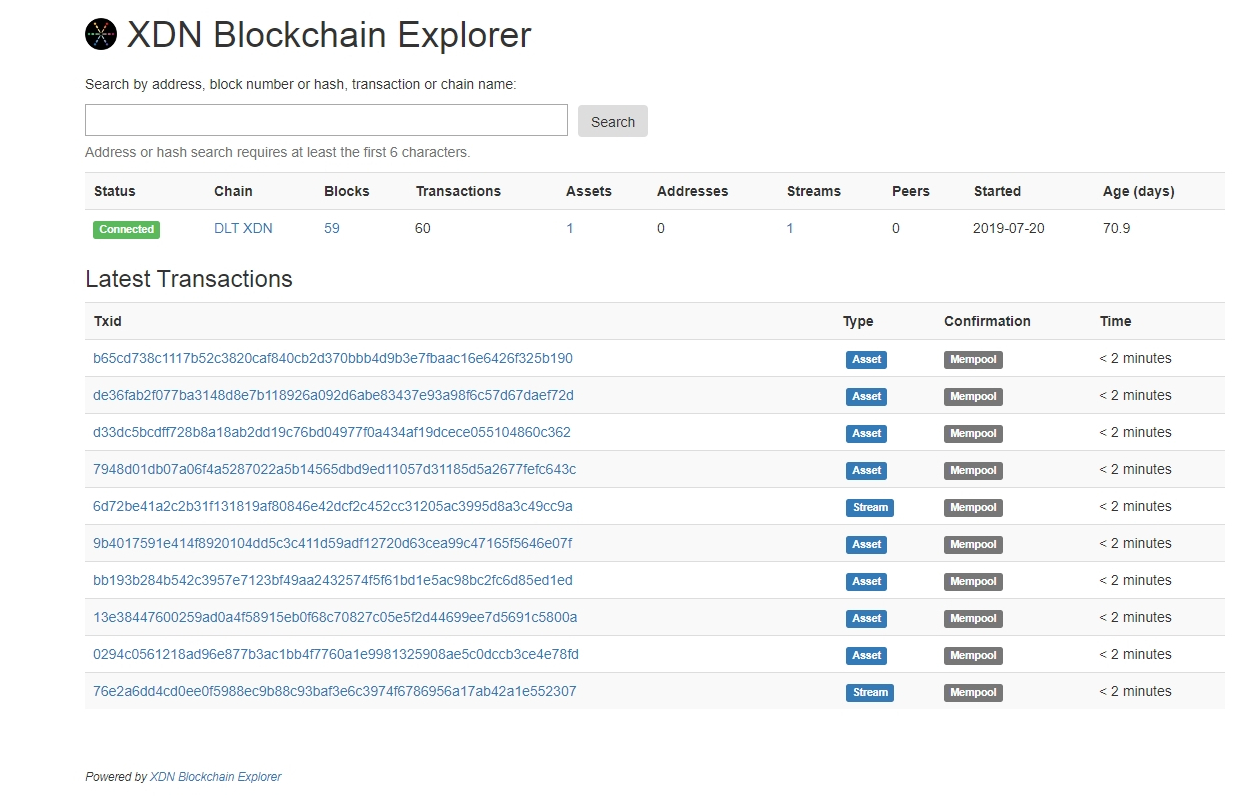 XDN Blockchain Explorer
Search by address, block number or hash, transaction or chain name:
Search
Address or hash search requires at least the first 6 characters.
Status Chain Blocks Transactions Assets Addresses Streams Peers Started Age (days)
Connected DLT XDN 59 60 1 0 1 0 2019-07-20 70.9
Latest Transactions
Txid Type Confirmation Time
b65cd738c1117b52c3820caf840cb2d370bbb4d9b3e7fbaac16e6426f325b190 Asset Mempool < 2 minutes
de36fab2f077ba3148d8e7b118926a092d6abe83437e93a98f6c57d67daef72d Asset Mempool < 2 minutes
d33dc5bcdff728b8a18ab2dd19c76bd04977f0a434af19dcece055104860c362 Asset Mempool < 2 minutes
7948d01db07a06f4a5287022a5b14565dbd9ed11057d31185d5a2677fefc643c Asset Mempool < 2 minutes
6d72be41a2c2b31f131819af80846e42dcf2c452cc31205ac3995d8a3c49cc9a Stream Mempool < 2 minutes
9b4017591e414f8920104dd5c3c411d59adf12720d63cea99c47165f5646e07f Asset Mempool < 2 minutes
bb193b284b542c3957e7123bf49aa2432574f5f61bd1e5ac98bc2fc6d85ed1ed Asset Mempool < 2 minutes
13e38447600259ad0a4f58915eb0f68c70827c05e5f2d44699ee7d5691c5800a Asset Mempool < 2 minutes
0294c0561218ad96e877b3ac1bb4f7760a1e9981325908ae5c0dccb3ce4e78fd Asset Mempool < 2 minutes
76e2a6dd4cd0ee0f5988ec9b88c93baf3e6c3974f6786956a17ab42a1e552307 Stream Mempool < 2 minutes
Powered by XDN Blockchain Explorer